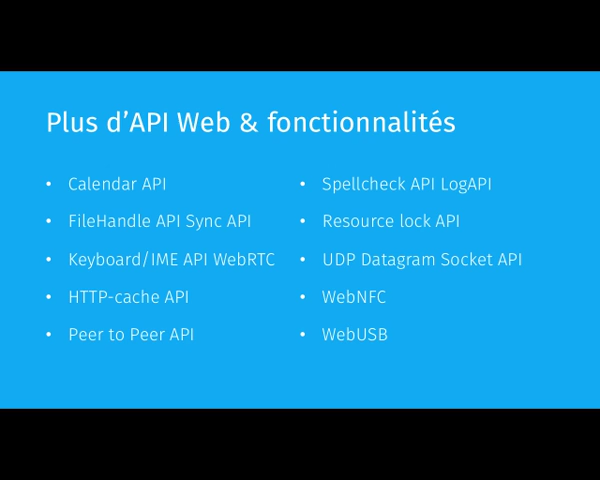 Plus d’API Web & fonctionnalités
• Calendar API
• FileHandle API Sync API
• Keyboard/IME API WebRTC
• HTTP-cache API
• Peer to Peer API
• Spellcheck API LogAPI
• Resource lock API
• UDP Datagram Socket API
• WebNFC
• WebUSB